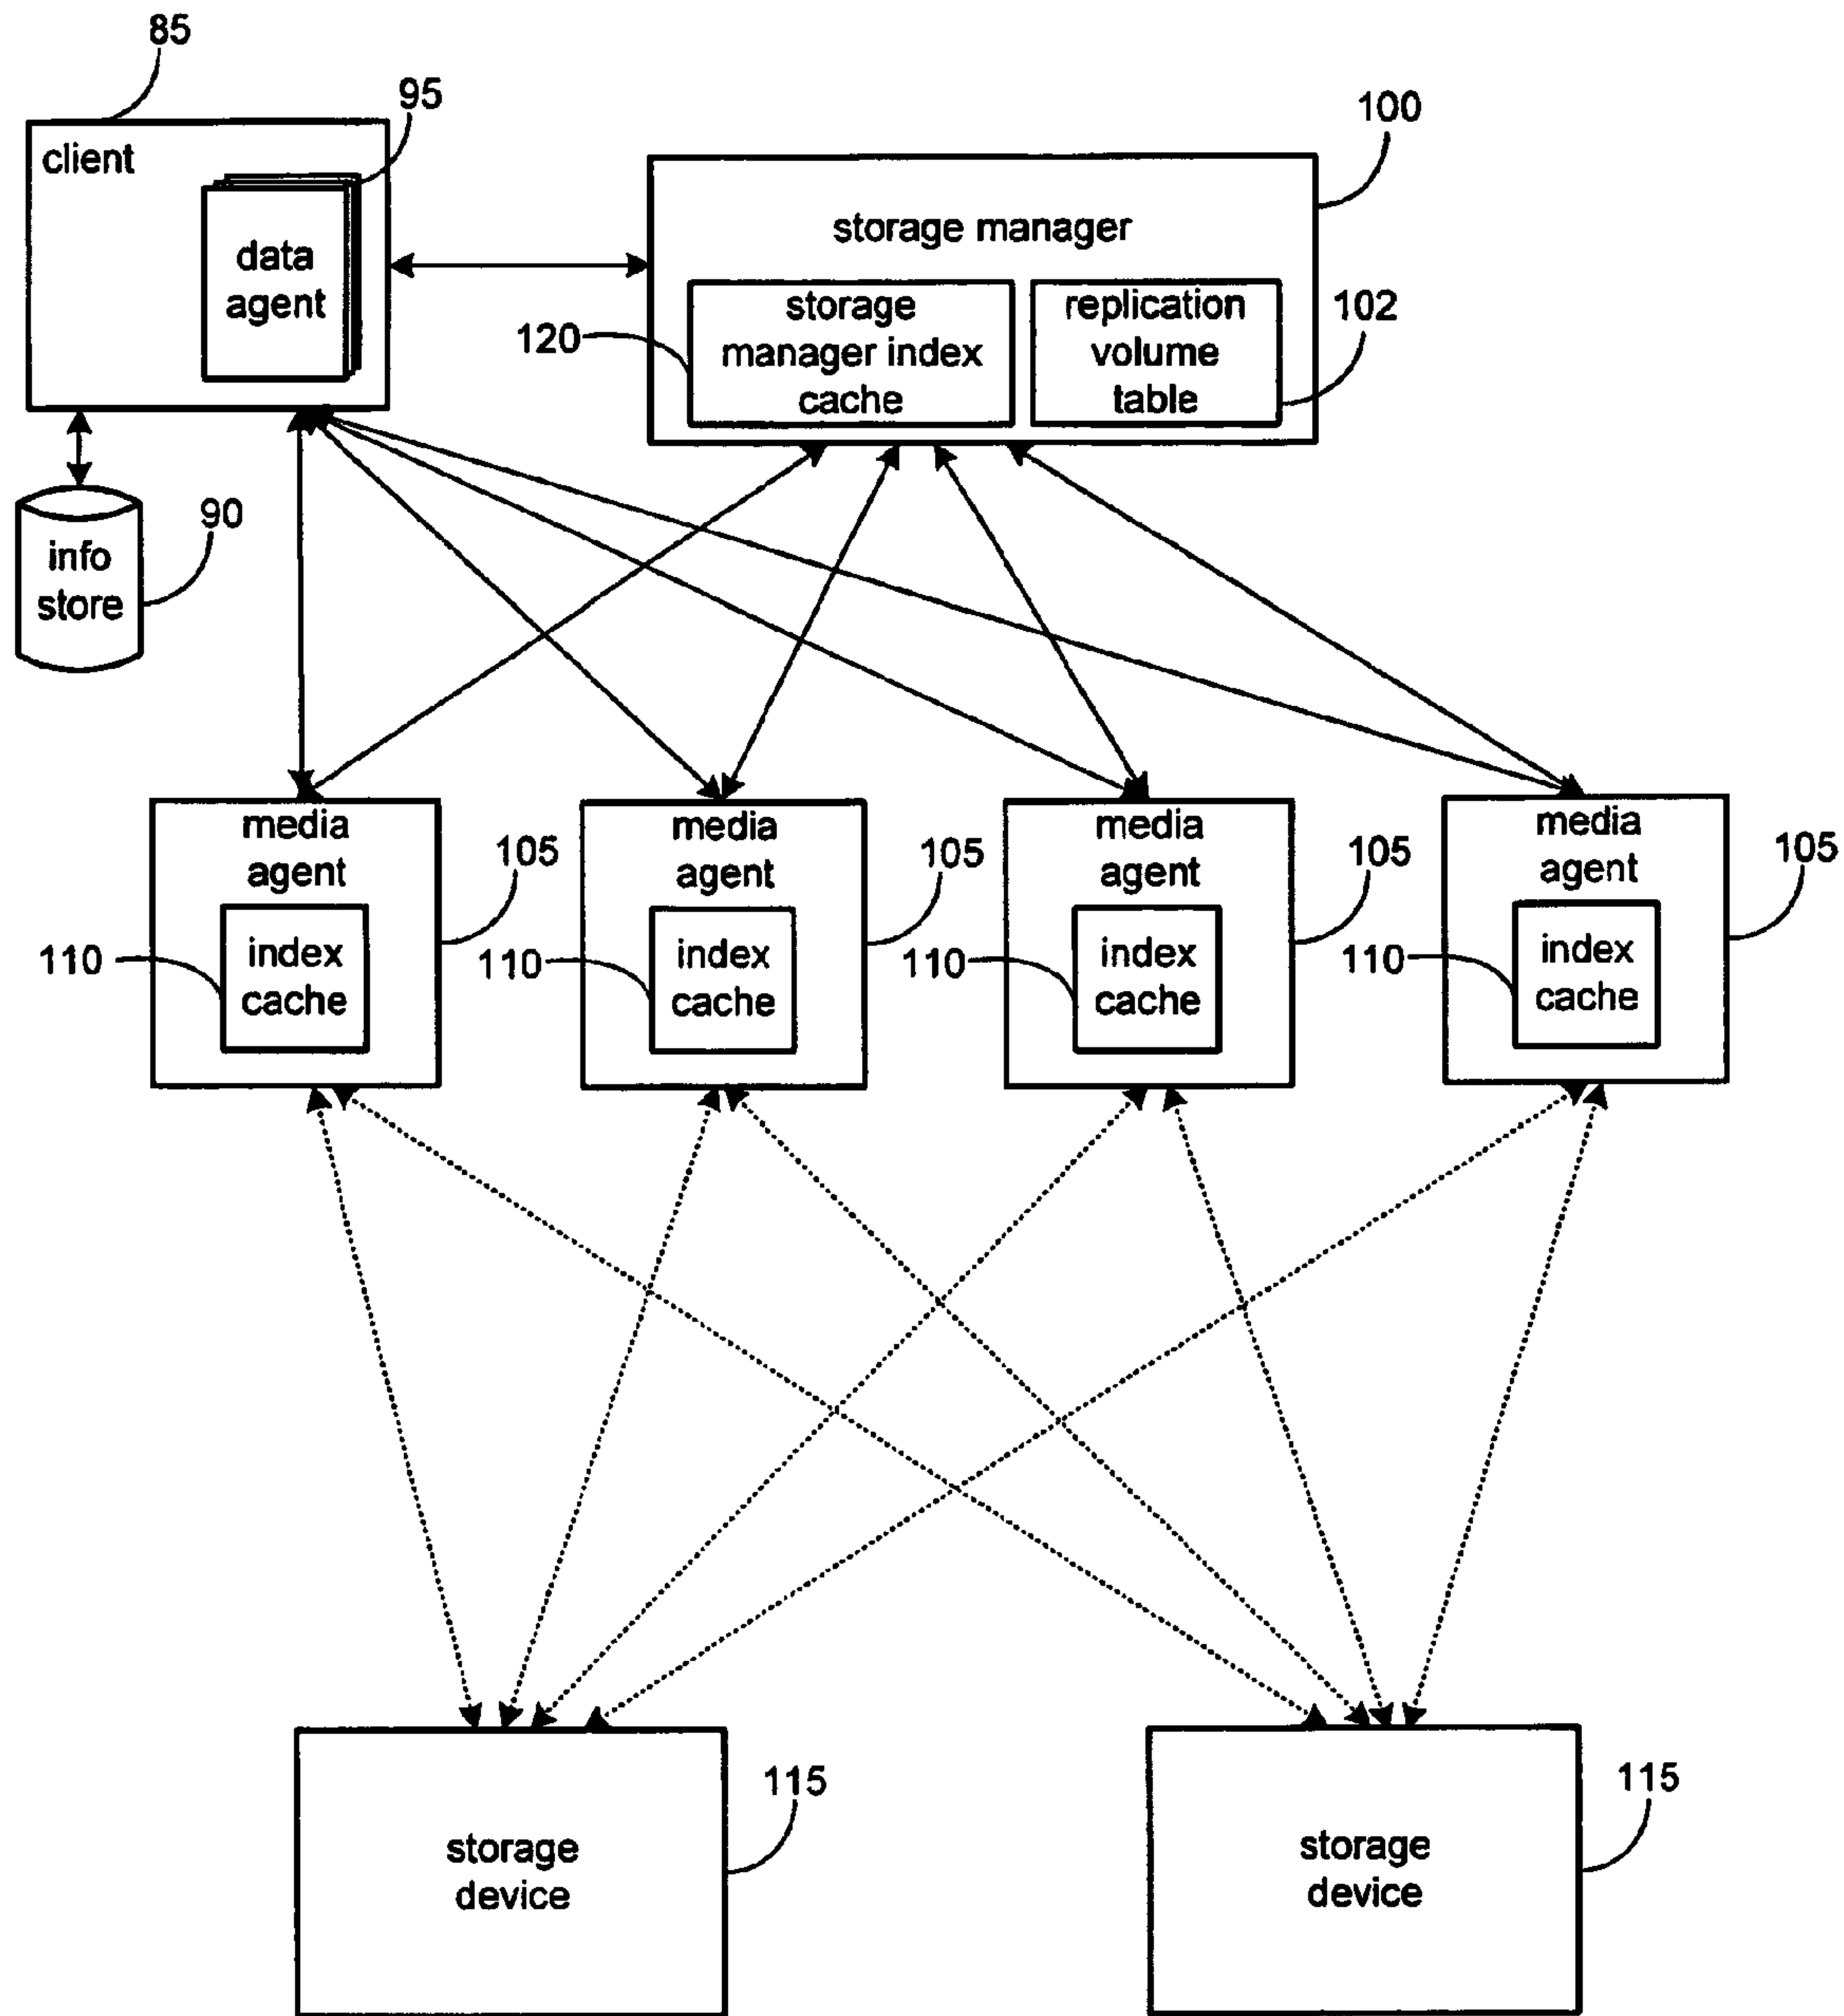 85
95
100
client
data
agent
storage manager
storage
manager index
cache
replication
volume
table
120
102
info
store
90
media
agent
index
cache
105
110
media
agent
index
cache
105
110
media
agent
index
cache
105
110
media
agent
index
cache
105
110
storage
device
115
storage
device
115